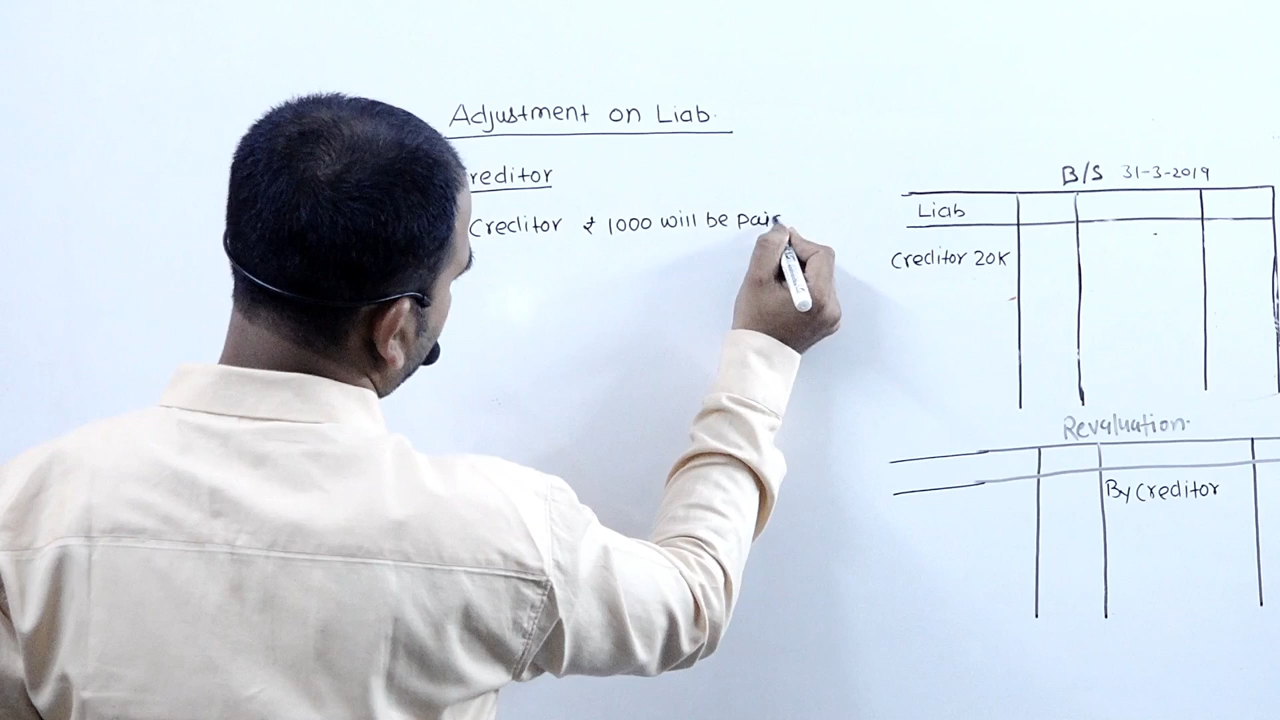 Adjustment on Liab.
reditor
Creditor ₹ 1000 will be paid
B/S 31-3-2019
Liab
Creditor 20K
Revaluation
By Creditor